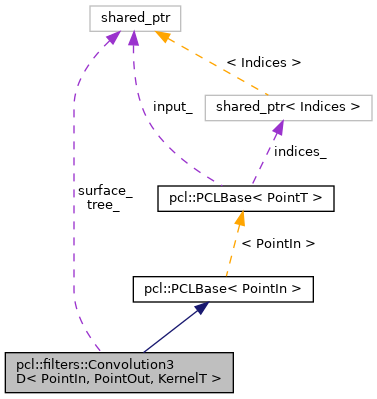 shared_ptr
< Indices >
input_
shared_ptr< Indices >
indices_
surface_
tree_
pcl::PCLBase< PointT >
< PointIn >
pcl::PCLBase< PointIn >
pcl::filters::Convolution3
D< PointIn, PointOut, KernelT >